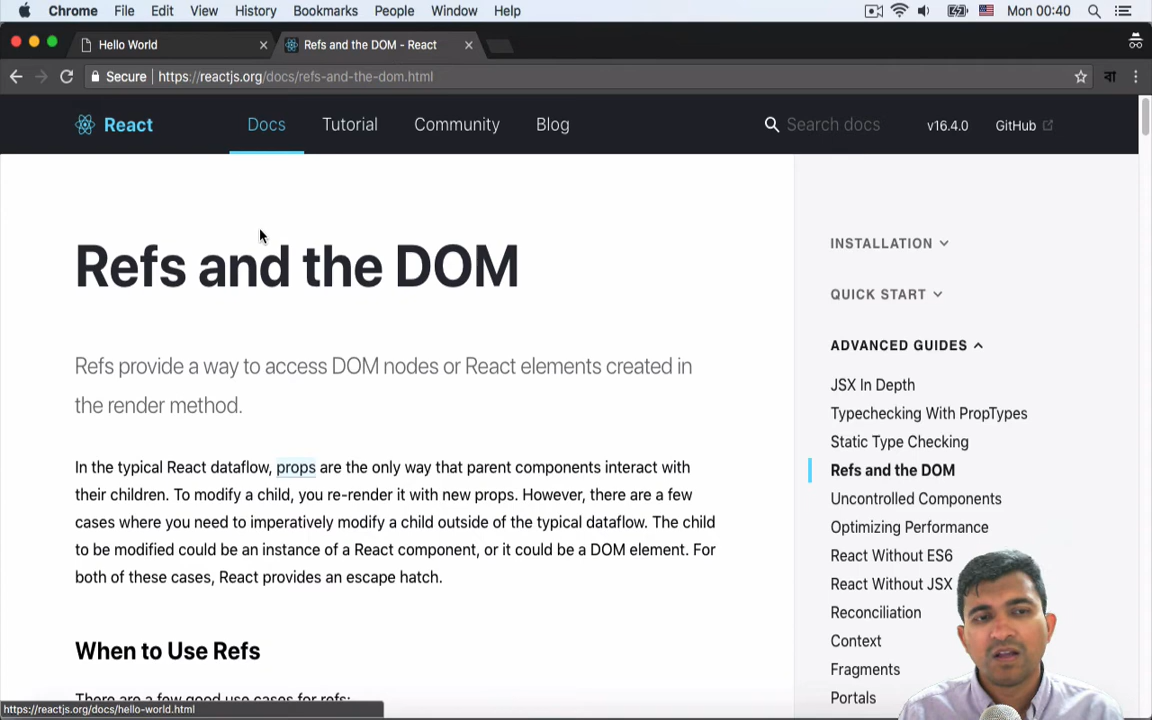 Chrome File Edit View History Bookmarks People Window Help Mon 00:40
Hello World
Refs and the DOM - React
Secure https://reactjs.org/docs/refs-and-the-dom.html বা
React Docs Tutorial Community Blog Search docs v16.4.0 GitHub
Refs and the DOM
Refs provide a way to access DOM nodes or React elements created in
the render method.
In the typical React dataflow, props are the only way that parent components interact with
their children. To modify a child, you re-render it with new props. However, there are a few
cases where you need to imperatively modify a child outside of the typical dataflow. The child
to be modified could be an instance of a React component, or it could be a DOM element. For
both of these cases, React provides an escape hatch.
When to Use Refs
There are a few good use cases for refs:
INSTALLATION
QUICK START
ADVANCED GUIDES
JSX In Depth
Typechecking With PropTypes
Static Type Checking
Refs and the DOM
Uncontrolled Components
Optimizing Performance
React Without ES6
React Without JSX
Reconciliation
Context
Fragments
Portals
https://reactjs.org/docs/hello-world.html